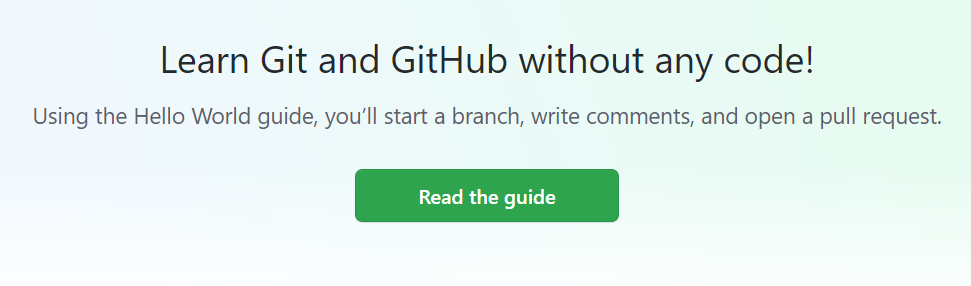 Learn Git and GitHub without any code!
Using the Hello World guide, you’ll start a branch, write comments, and open a pull request.
Read the guide